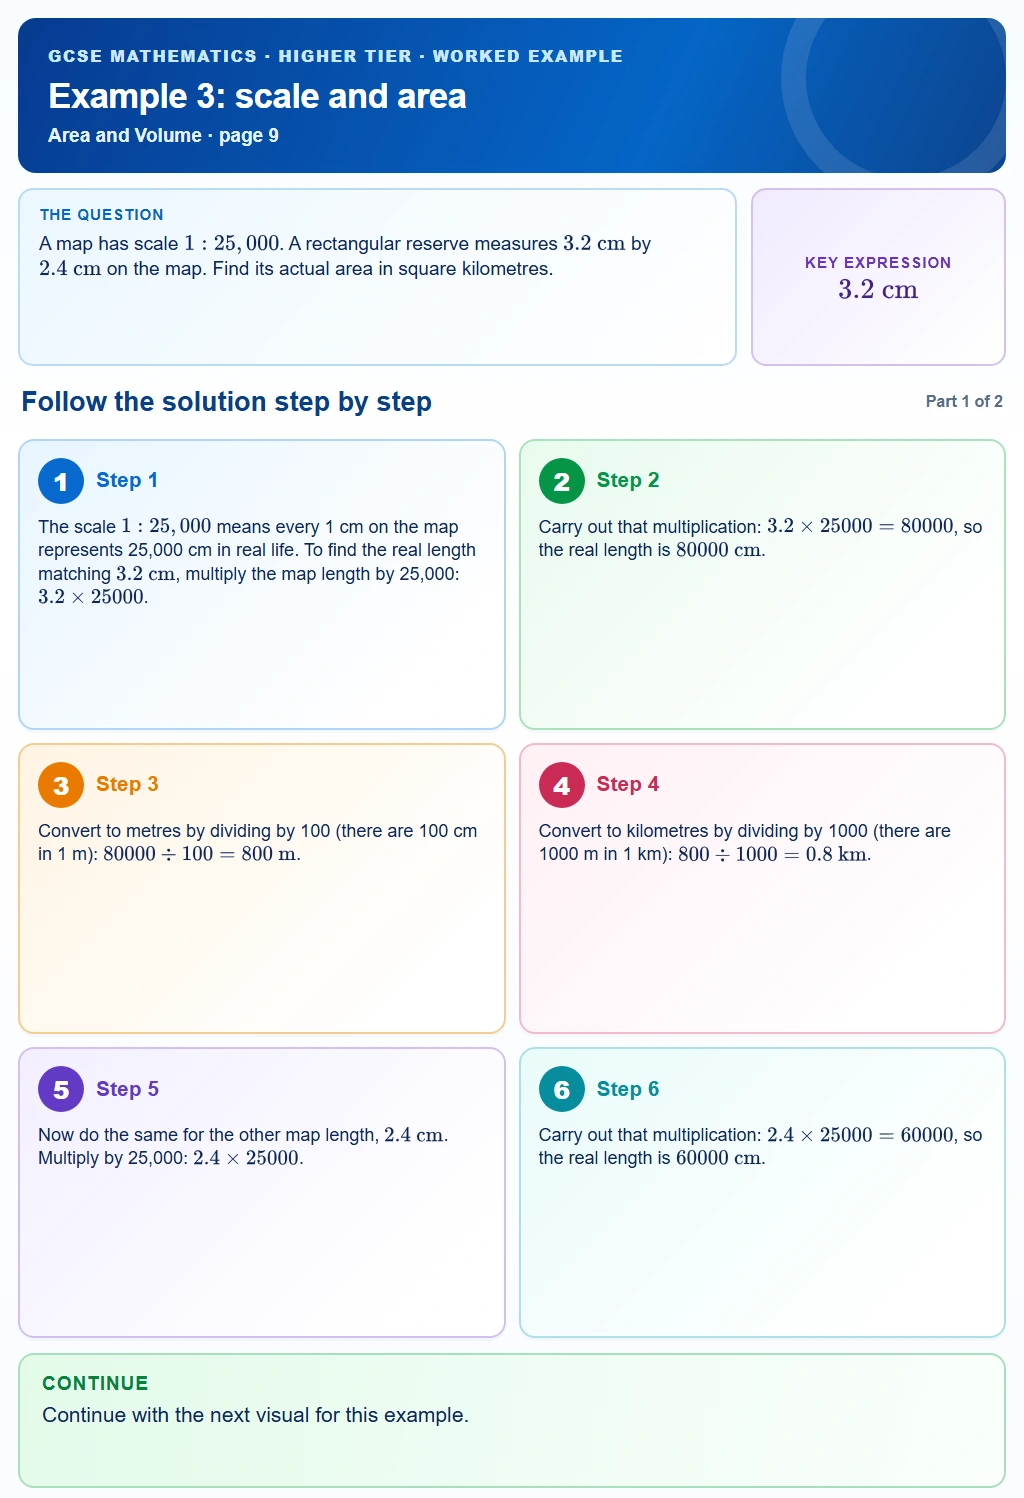 GCSE MATHEMATICS · HIGHER TIER · WORKED EXAMPLE
Example 3: scale and area
Area and Volume · page 9
THE QUESTION
A map has scale 1 : 25,000. A rectangular reserve measures 3.2 cm by
2.4 cm on the map. Find its actual area in square kilometres.
KEY EXPRESSION
3.2 cm
Follow the solution step by step
Part 1 of 2
1 Step 1
The scale 1 : 25,000 means every 1 cm on the map
represents 25,000 cm in real life. To find the real length
matching 3.2 cm, multiply the map length by 25,000:
3.2 × 25000.
2 Step 2
Carry out that multiplication: 3.2 × 25000 = 80000, so
the real length is 80000 cm.
3 Step 3
Convert to metres by dividing by 100 (there are 100 cm
in 1 m): 80000 ÷ 100 = 800 m.
4 Step 4
Convert to kilometres by dividing by 1000 (there are
1000 m in 1 km): 800 ÷ 1000 = 0.8 km.
5 Step 5
Now do the same for the other map length, 2.4 cm.
Multiply by 25,000: 2.4 × 25000.
6 Step 6
Carry out that multiplication: 2.4 × 25000 = 60000, so
the real length is 60000 cm.
CONTINUE
Continue with the next visual for this example.